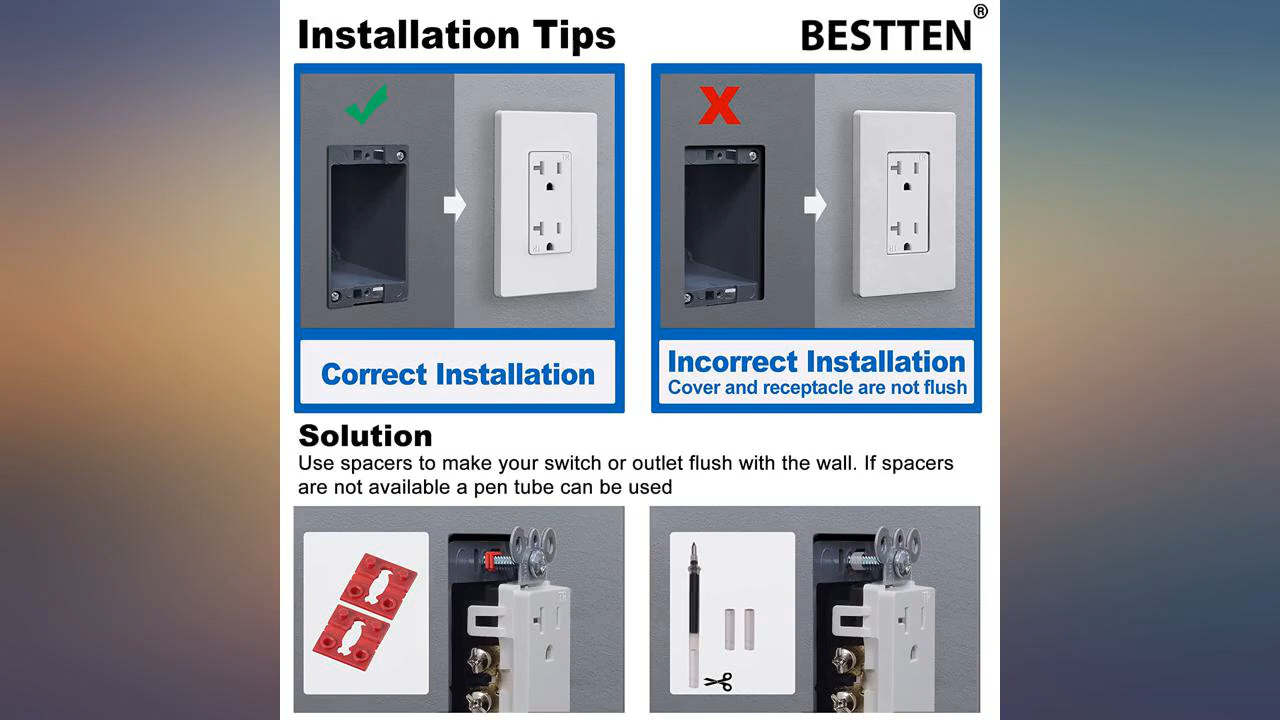 Installation Tips
BESTTEN®
Correct Installation
Incorrect Installation
Cover and receptacle are not flush
Solution
Use spacers to make your switch or outlet flush with the wall. If spacers
are not available a pen tube can be used